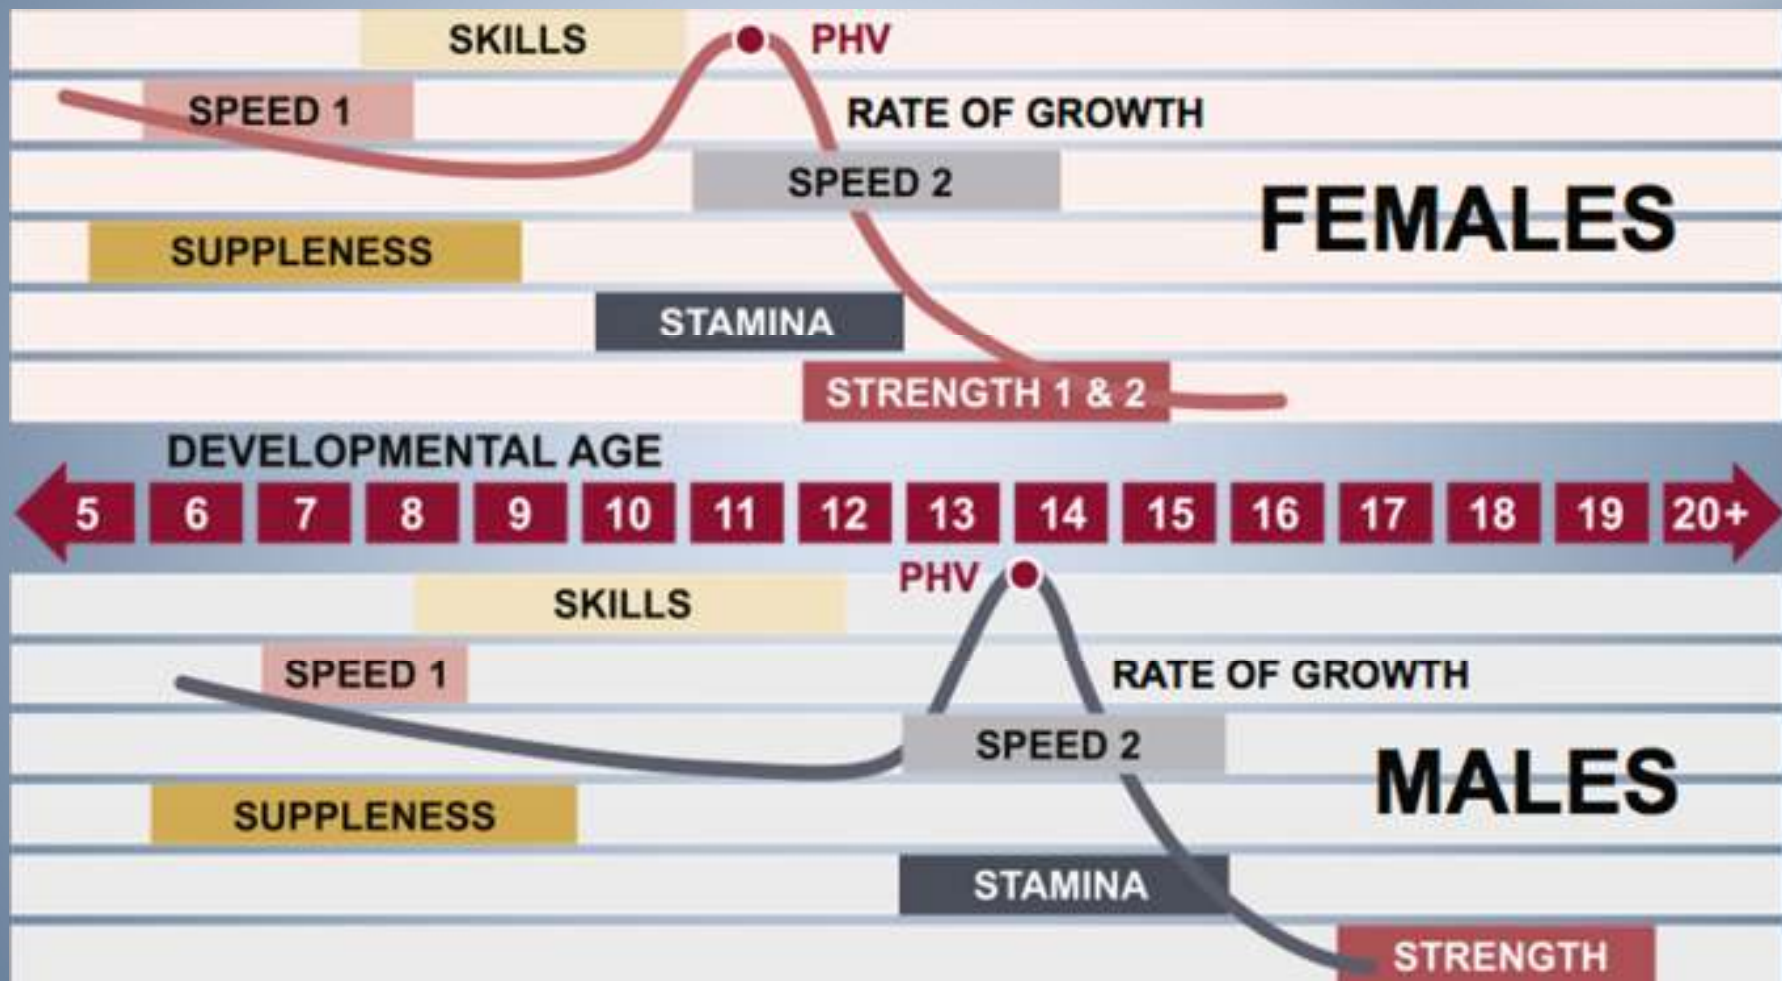 SKILLS
PHV
SPEED 1
RATE OF GROWTH
SPEED 2
FEMALES
SUPPLENESS
STAMINA
STRENGTH 1 & 2
DEVELOPMENTAL AGE
5 6 7 8 9 10 11 12 13 14 15 16 17 18 19 20+
PHV
SKILLS
SPEED 1
RATE OF GROWTH
SPEED 2
MALES
SUPPLENESS
STAMINA
STRENGTH